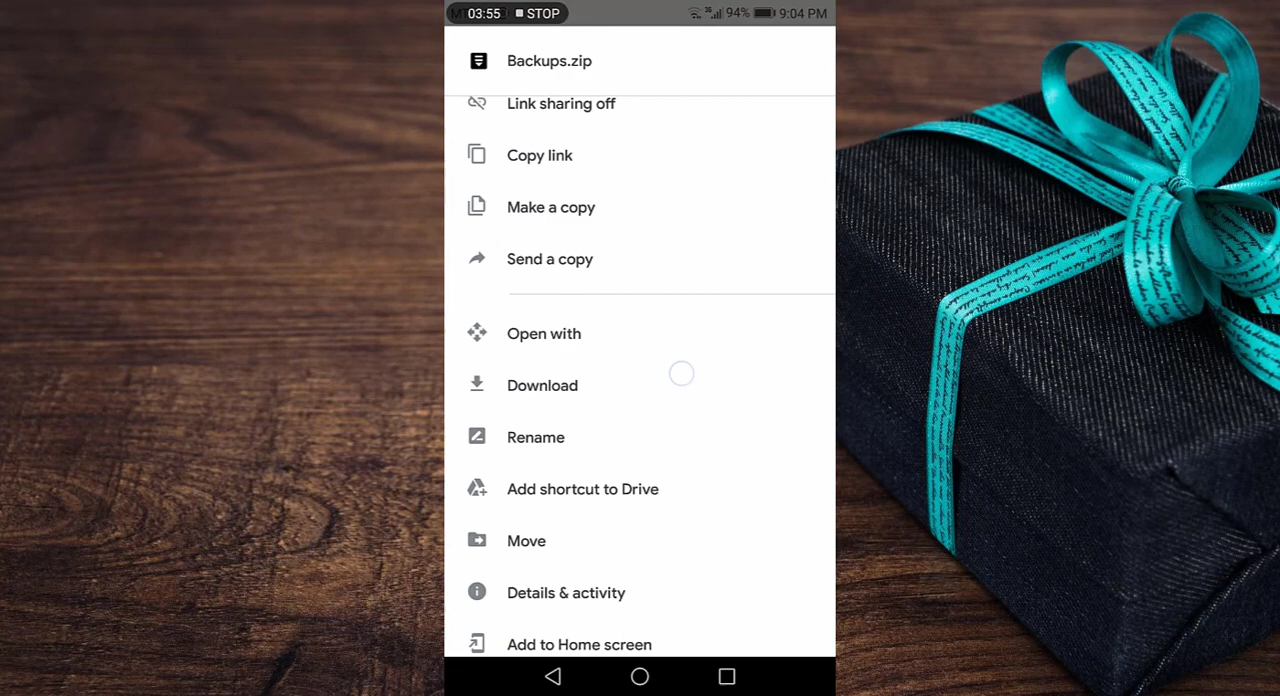 03:55 STOP 94% 9:04 PM
Backups.zip
Link sharing off
Copy link
Make a copy
Send a copy
Open with
Download
Rename
Add shortcut to Drive
Move
Details & activity
Add to Home screen